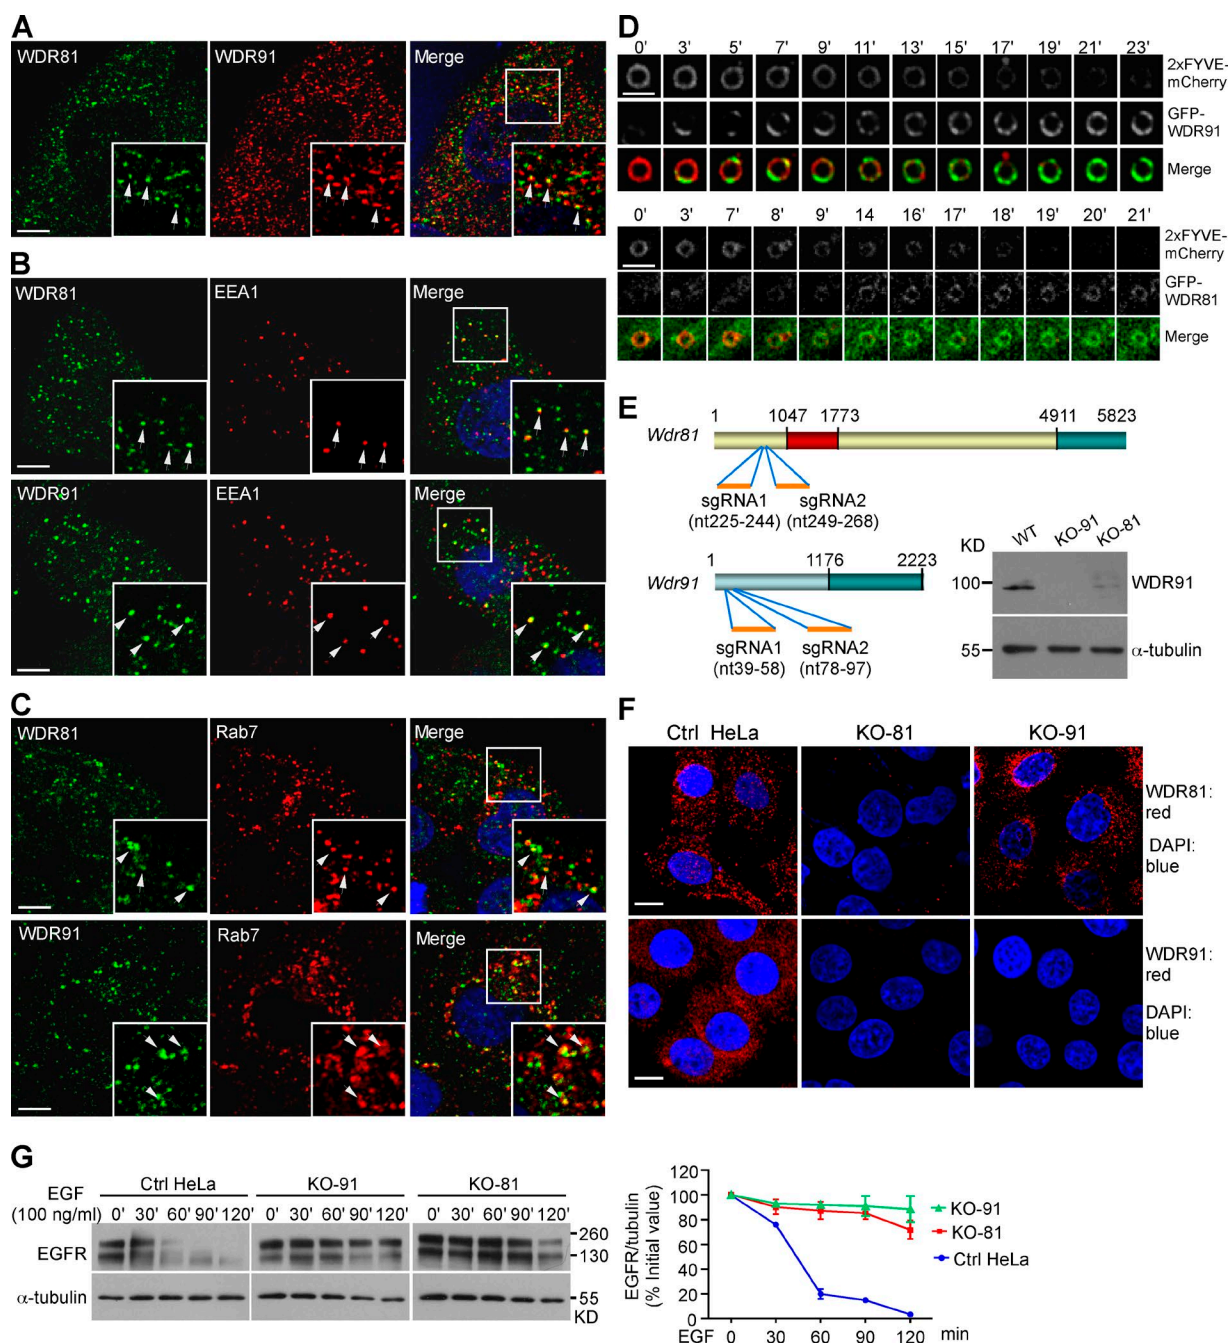 A
WDR81 WDR91 Merge
B
WDR81 EEA1 Merge
WDR91 EEA1 Merge
C
WDR81 Rab7 Merge
WDR91 Rab7 Merge
D
0' 3' 5' 7' 9' 11' 13' 15' 17' 19' 21' 23'
2xFYVE-
mCherry
GFP-
WDR91
Merge
0' 3' 7' 8' 9' 14 16' 17' 18' 19' 20' 21'
2xFYVE-
mCherry
GFP-
WDR81
Merge
E
1 1047 1773 4911 5823
Wdr81
sgRNA1 sgRNA2
(nt225-244) (nt249-268)
1 1176 2223
Wdr91
sgRNA1 sgRNA2
(nt39-58) (nt78-97)
KD WT KO-91 KO-81
100 WDR91
55 α-tubulin
F
Ctrl HeLa KO-81 KO-91
WDR81:
red
DAPI:
blue
WDR91:
red
DAPI:
blue
G
EGF Ctrl HeLa KO-91 KO-81
(100 ng/ml) 0' 30' 60' 90' 120' 0' 30' 60' 90' 120' 0' 30' 60' 90' 120'
260
EGFR 130
α-tubulin 55
KD
EGFR/tubulin
(% Initial value)
120
100
80
60
40
20
0
KO-91
KO-81
Ctrl HeLa
EGF 0 30 60 90 120 min